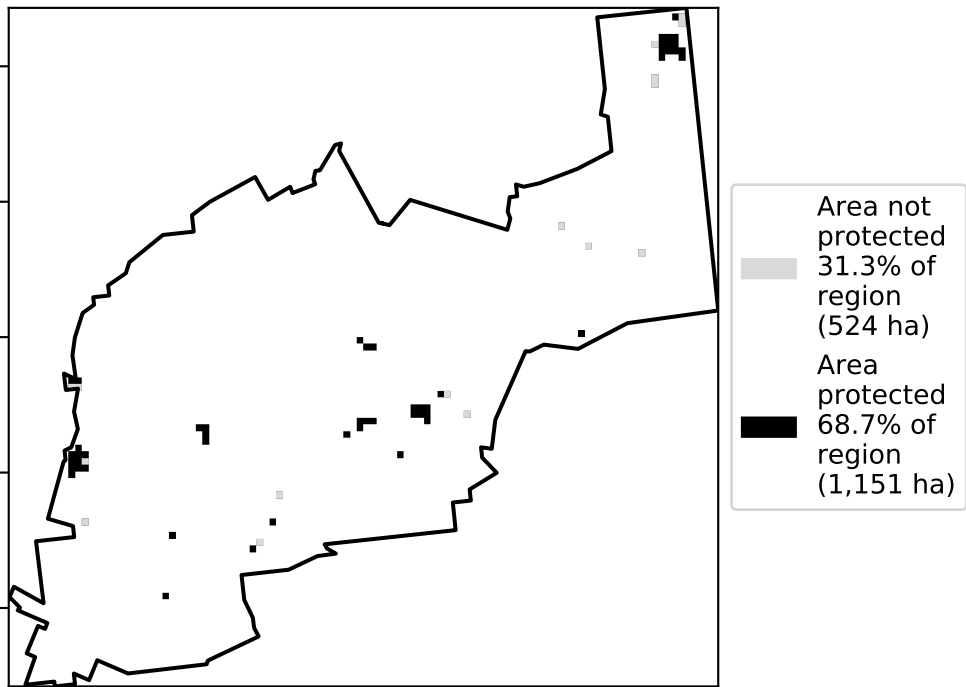 Area not
protected
31.3% of
region
(524 ha)
Area
protected
68.7% of
region
(1,151 ha)